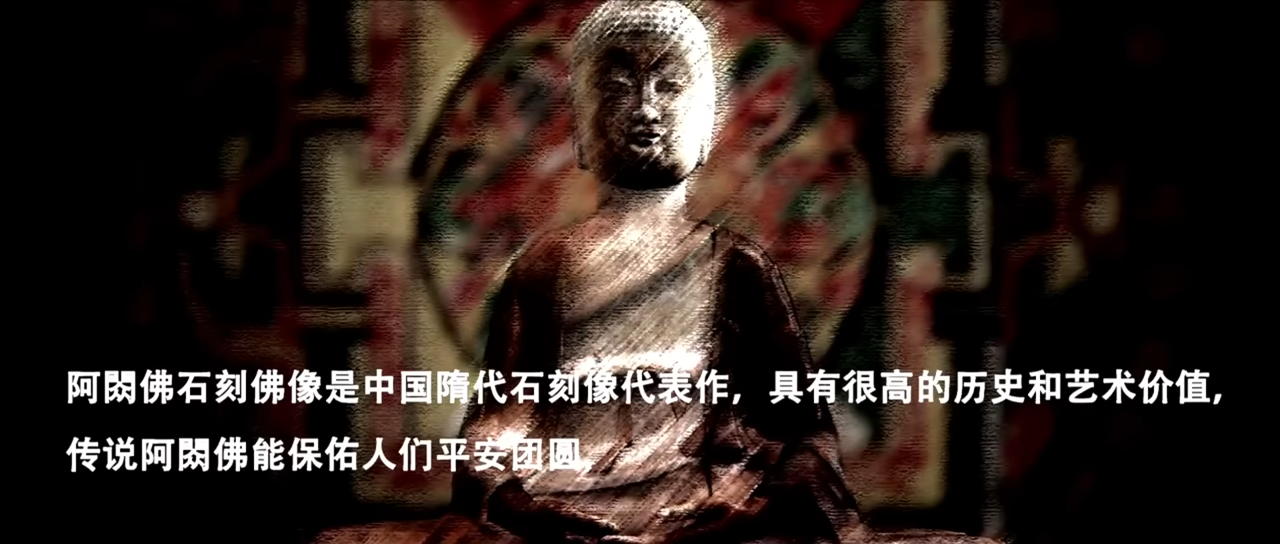 阿閦佛石刻佛像是中国隋代石刻像代表作，具有很高的历史和艺术价值，
传说阿閦佛能保佑人们平安团圆。